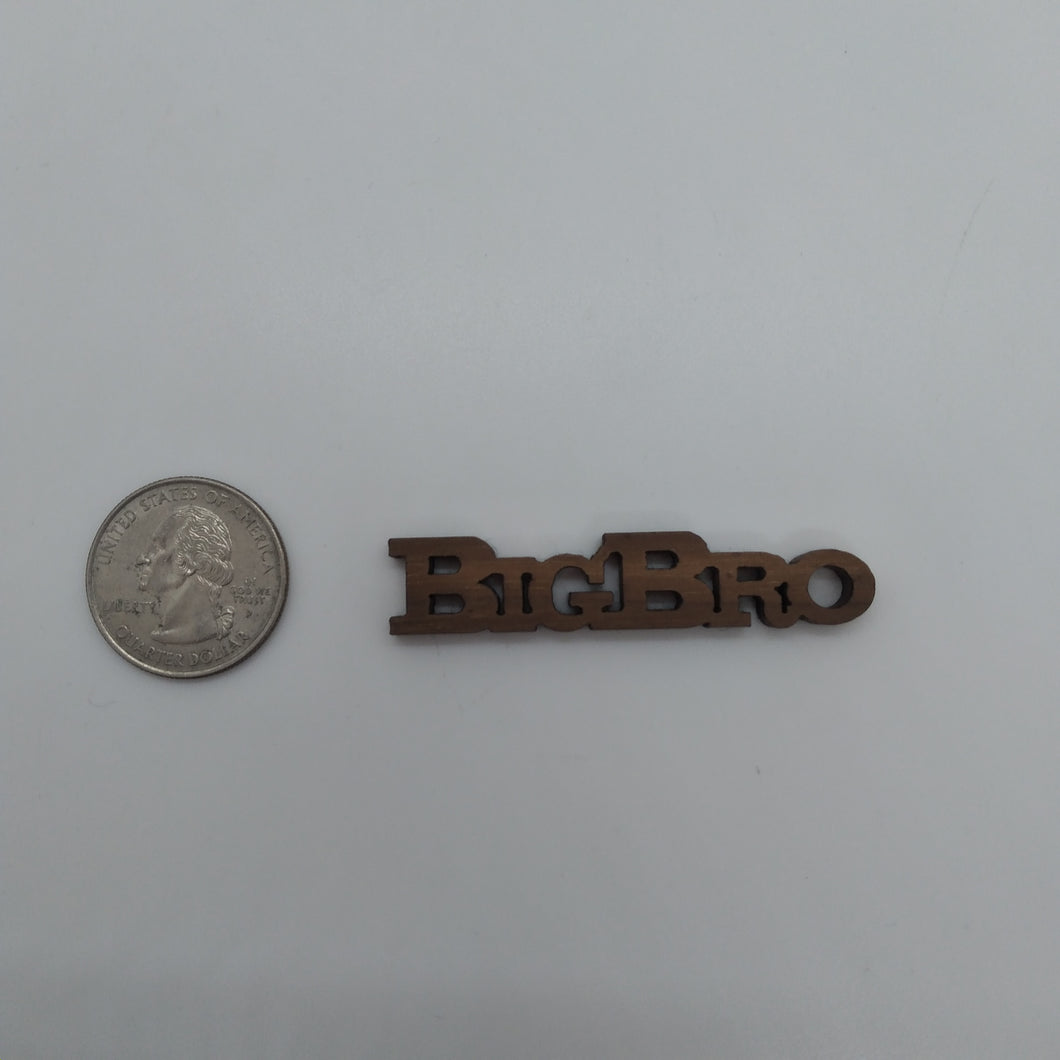 UNITED STATES OF AMERICA
LIBERTY
IN
GOD WE
TRUST
P
QUARTER DOLLAR
BIGBRO